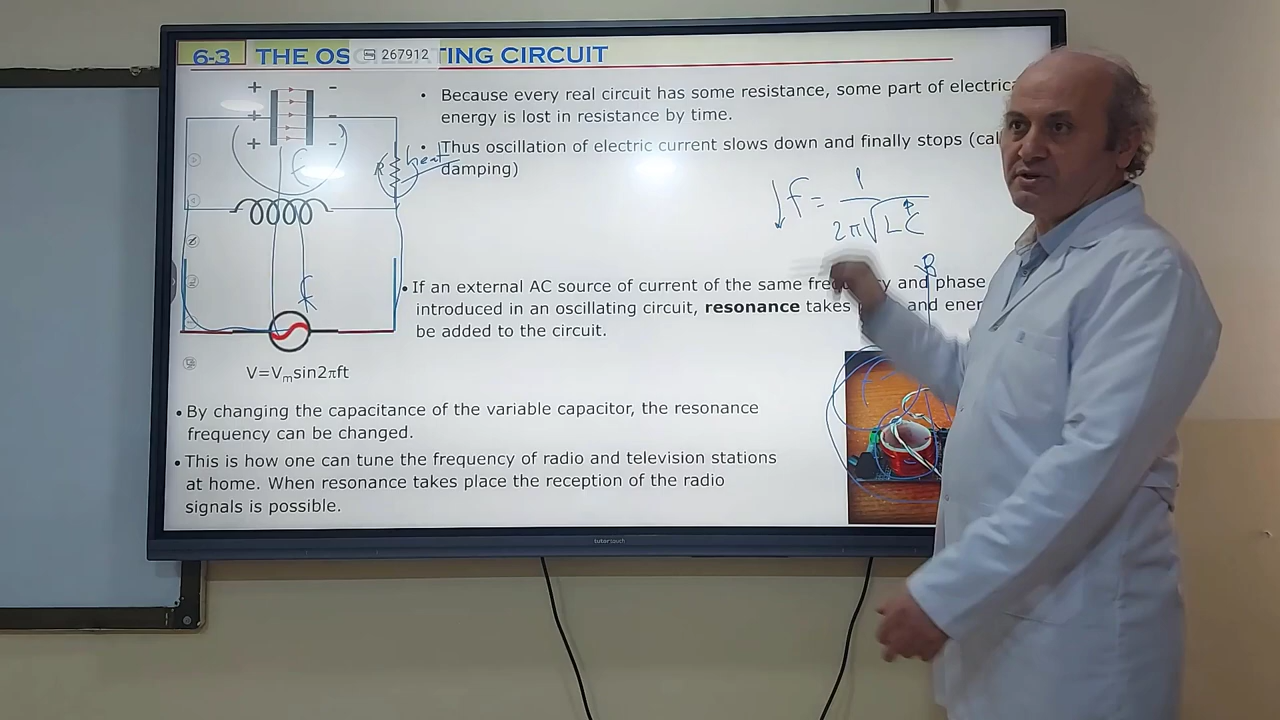 6-3 THE OS TING CIRCUIT
267912
• Because every real circuit has some resistance, some part of electrica
energy is lost in resistance by time.
• Thus oscillation of electric current slows down and finally stops (cal
damping)
+ -
+ -
+ -
C
R heat
↓f = 1 / 2π√LC↑
f
B
• If an external AC source of current of the same frequency and phase
introduced in an oscillating circuit, resonance takes and ener
be added to the circuit.
V=Vmsin2πft
• By changing the capacitance of the variable capacitor, the resonance
frequency can be changed.
• This is how one can tune the frequency of radio and television stations
at home. When resonance takes place the reception of the radio
signals is possible.
tutortouch